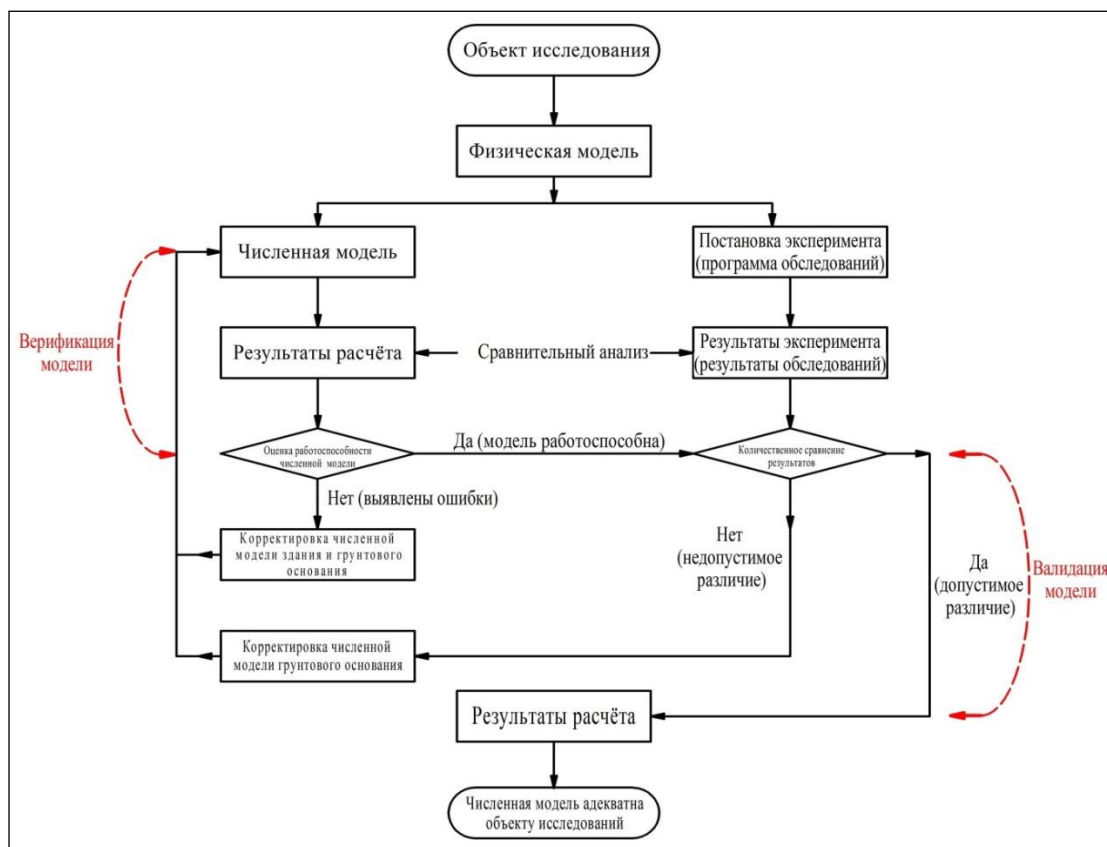 Объект исследования
Физическая модель
Численная модель
Постановка эксперимента
(программа обследований)
Верификация
модели
Результаты расчёта
Сравнительный анализ
Результаты эксперимента
(результаты обследований)
Оценка работоспособности
численной модели
Да (модель работоспособна)
Количественное сравнение
результатов
Нет (выявлены ошибки)
Корректировка численной
модели здания и грунтового
основания
Нет
(недопустимое
различие)
Да
(допустимое
различие)
Валидация
модели
Корректировка численной
модели грунтового основания
Результаты расчёта
Численная модель адекватна
объекту исследований